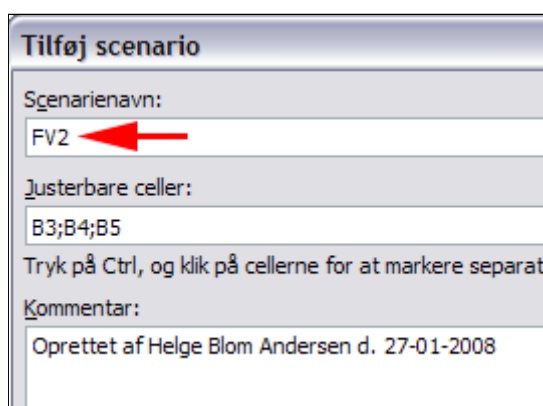 Tilføj scenario
Scenarienavn:
FV2
Justerbare celler:
B3;B4;B5
Tryk på Ctrl, og klik på cellerne for at markere separat
Kommentar:
Oprettet af Helge Blom Andersen d. 27-01-2008